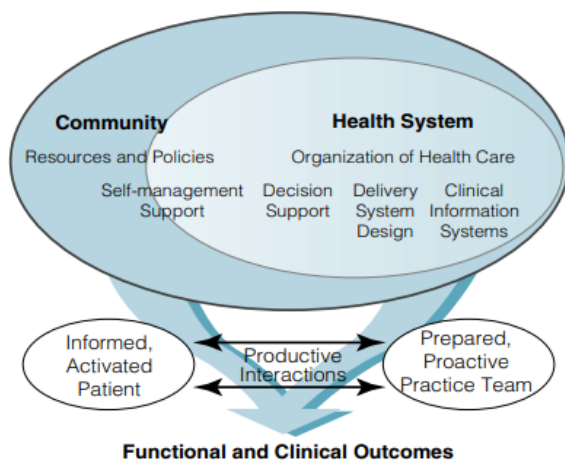 Community
Health System
Resources and Policies
Organization of Health Care
Self-management
Support
Decision
Support
Delivery
System
Design
Clinical
Information
Systems
Informed,
Activated
Patient
Productive
Interactions
Prepared,
Proactive
Practice Team
Functional and Clinical Outcomes